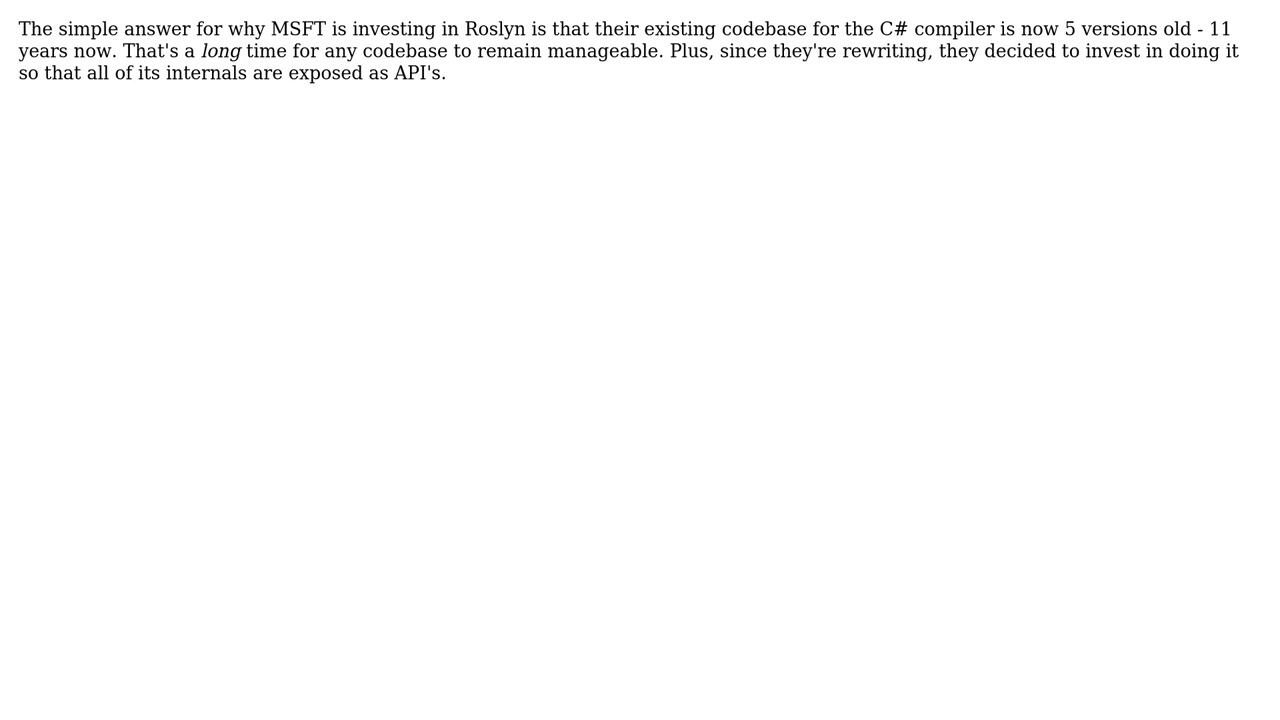 The simple answer for why MSFT is investing in Roslyn is that their existing codebase for the C# compiler is now 5 versions old - 11
years now. That's a long time for any codebase to remain manageable. Plus, since they're rewriting, they decided to invest in doing it
so that all of its internals are exposed as API's.